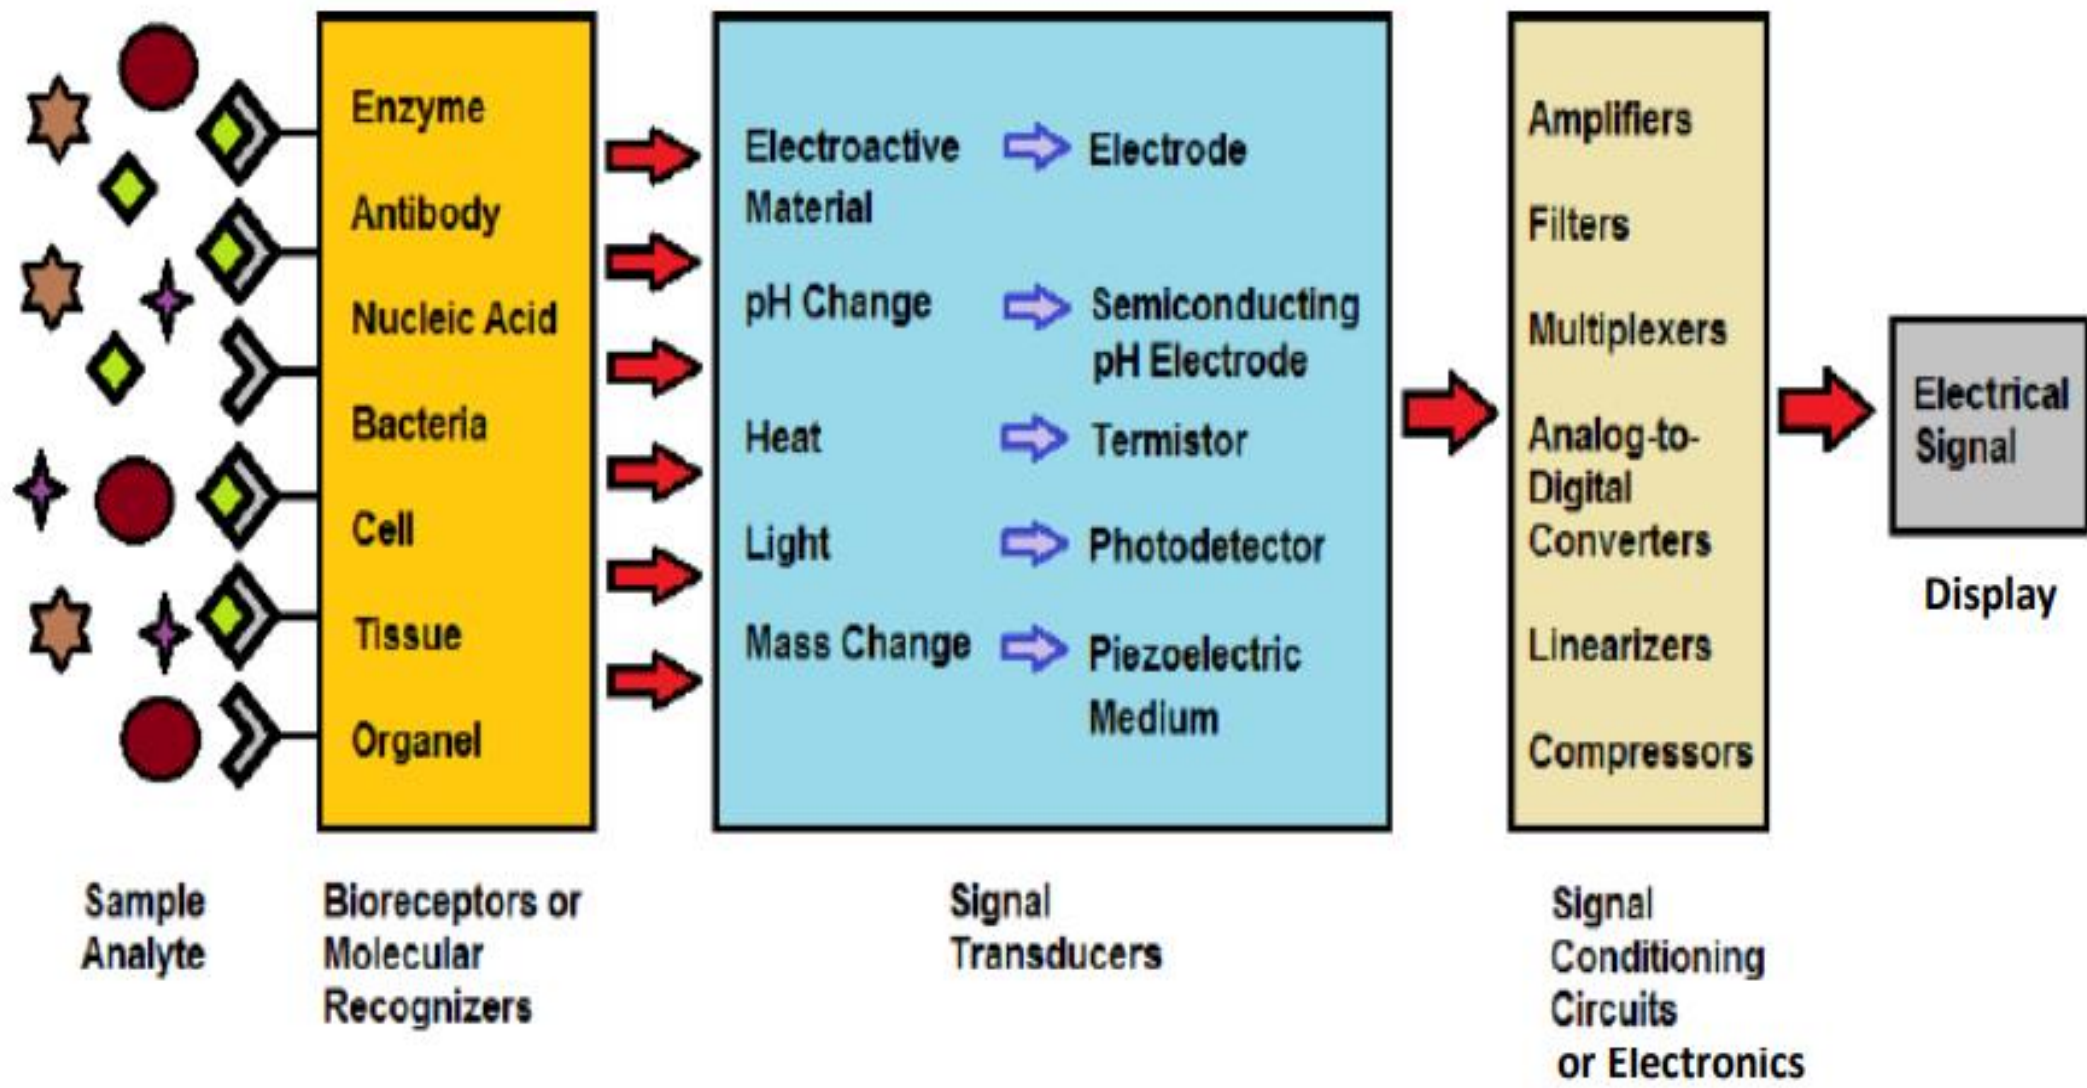 Enzyme
Antibody
Nucleic Acid
Bacteria
Cell
Tissue
Organel
Electroactive
Material
Electrode
pH Change
Semiconducting
pH Electrode
Heat
Termistor
Light
Photodetector
Mass Change
Piezoelectric
Medium
Amplifiers
Filters
Multiplexers
Analog-to-
Digital
Converters
Linearizers
Compressors
Electrical
Signal
Display
Sample
Analyte
Bioreceptors or
Molecular
Recognizers
Signal
Transducers
Signal
Conditioning
Circuits
or Electronics